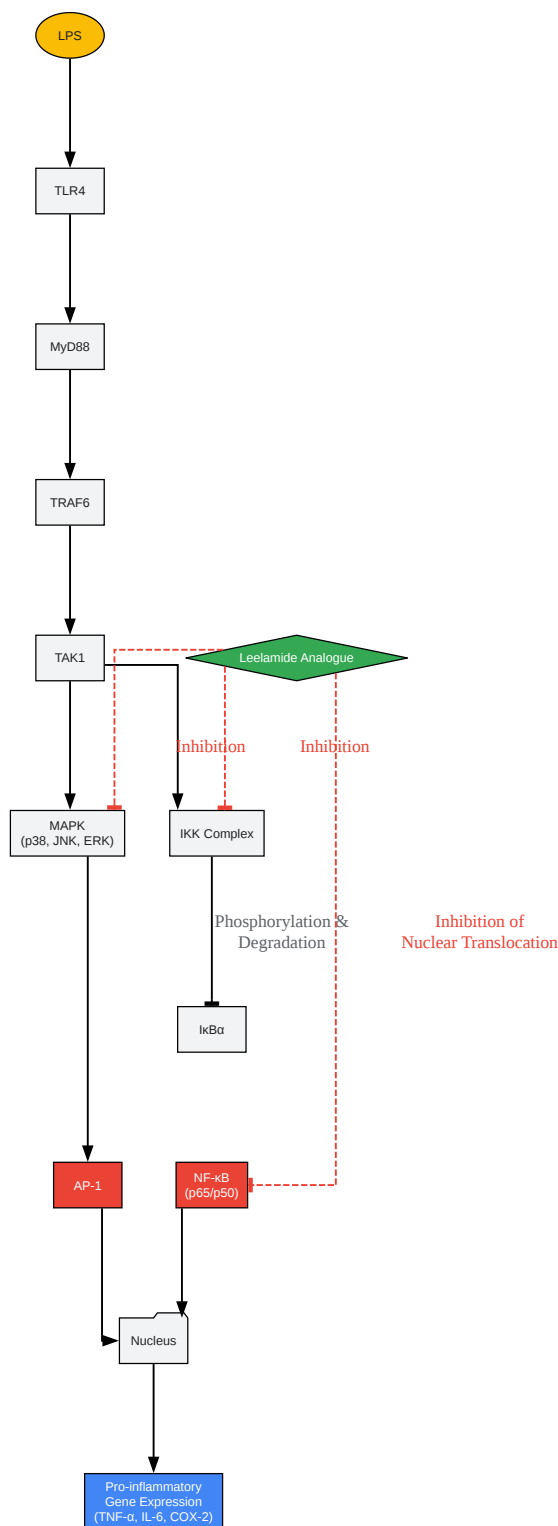 LPS
TLR4
MyD88
TRAF6
TAK1
Leelamide Analogue
Inhibition
Inhibition
MAPK
(p38, JNK, ERK)
IKK Complex
Phosphorylation &
Degradation
Inhibition of
Nuclear Translocation
IκBα
AP-1
NF-κB
(p65/p50)
Nucleus
Pro-inflammatory
Gene Expression
(TNF-α, IL-6, COX-2)